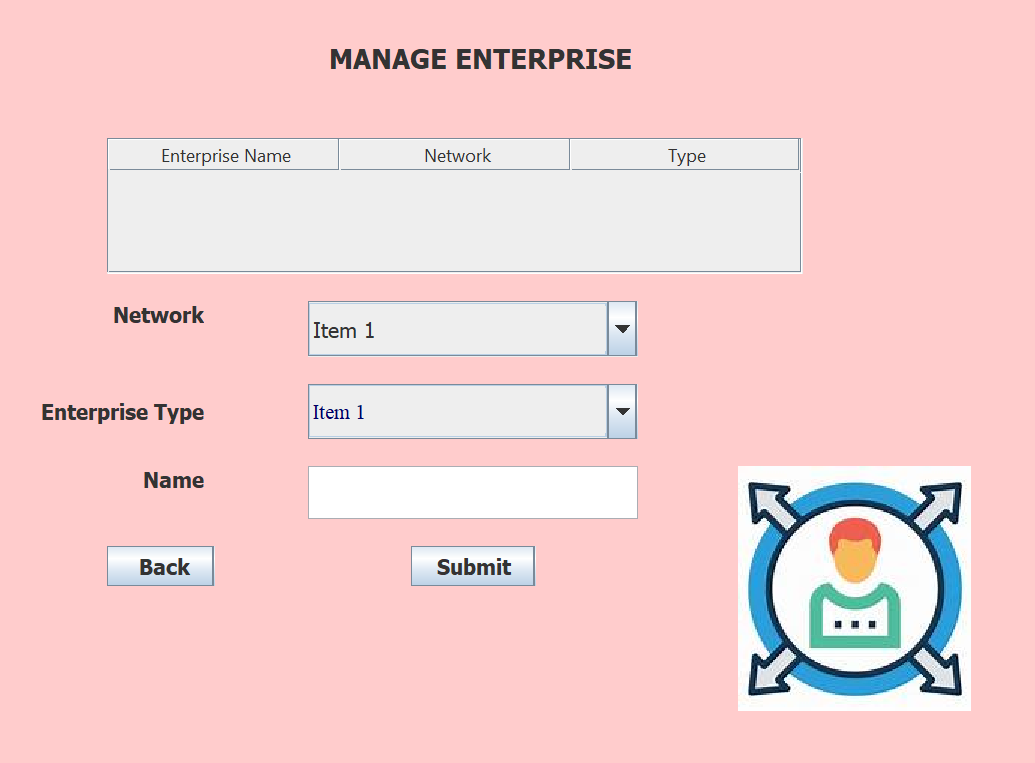 MANAGE ENTERPRISE
Enterprise Name Network Type
Network Item 1
Enterprise Type Item 1
Name
Back Submit